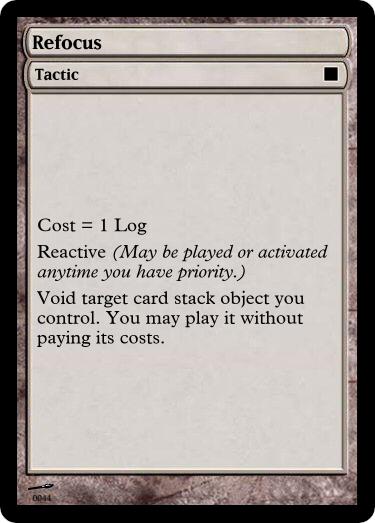 Refocus
Tactic
Cost = 1 Log
Reactive (May be played or activated
anytime you have priority.)
Void target card stack object you
control. You may play it without
paying its costs.
0044